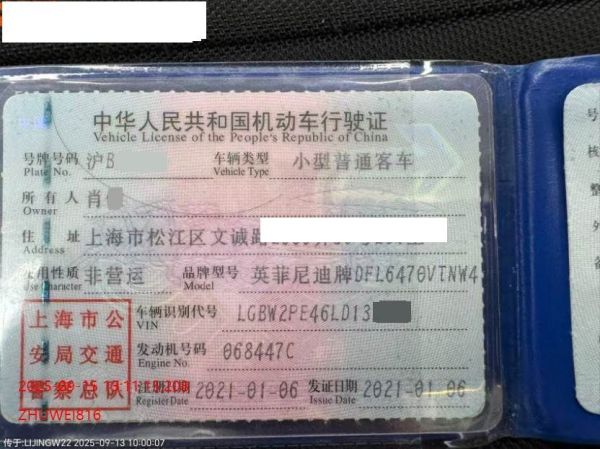 中华人民共和国机动车行驶证
Vehicle License of the People's Republic of China
号牌号码 沪B 车辆类型 小型普通客车
Plate No. Vehicle Type
所有人 肖
Owner
住址 上海市松江区文诚路
Address
使用性质 非营运 品牌型号 英菲尼迪牌DFL6470VTNW4
Use Character Model
上海市公
安局交通
警察总队
车辆识别代号 LGBW2PE46LD13
VIN
发动机号码 068447C
Engine No.
注册日期 2021-01-06 发证日期 2021-01-06
Register Date Issue Date
ZHUWEI816
传于:LIJINGW22 2025-09-13 10:00:07
号
核
整
外
备